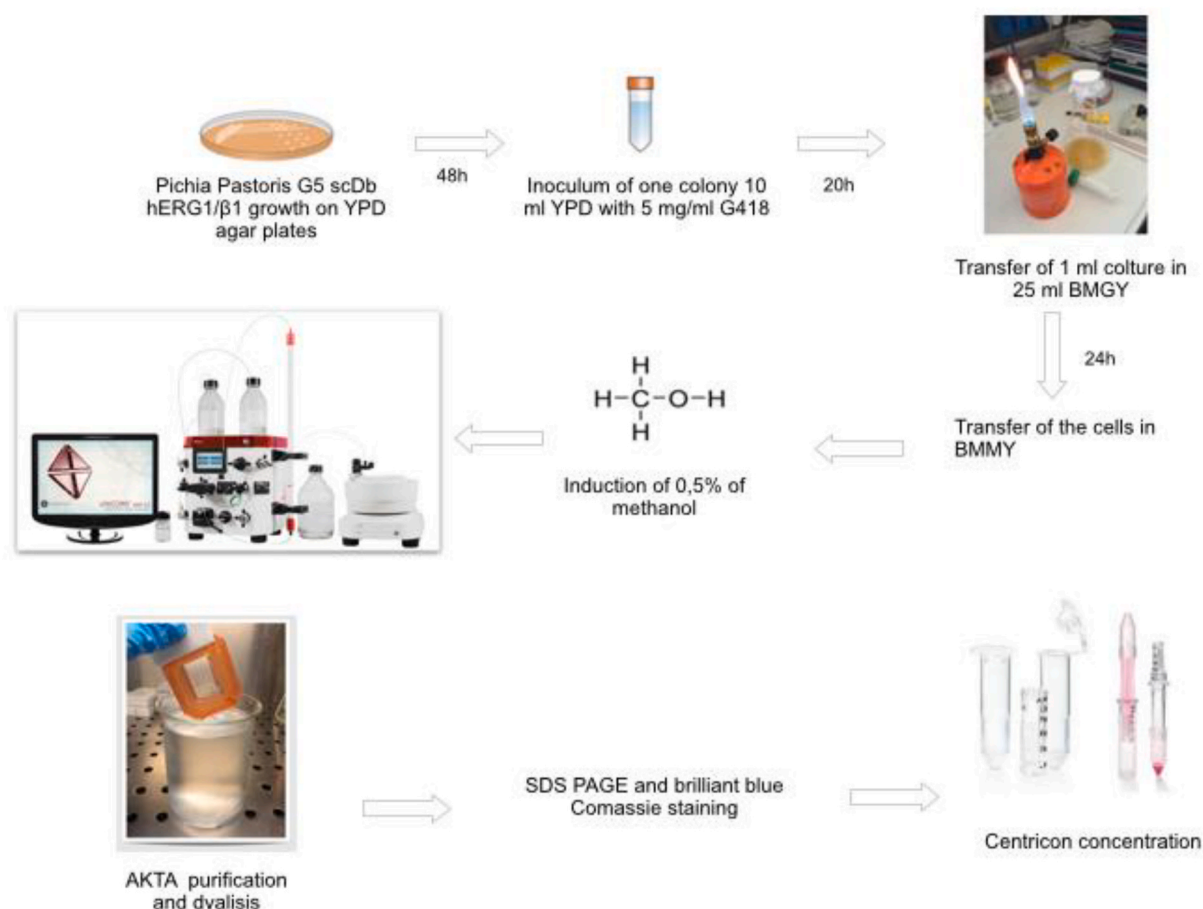 Pichia Pastoris G5 scDb
hERG1/β1 growth on YPD
agar plates
48h
Inoculum of one colony 10
ml YPD with 5 mg/ml G418
20h
Transfer of 1 ml colture in
25 ml BMGY
24h
Transfer of the cells in
BMMY
H
H-C-O-H
H
Induction of 0,5% of
methanol
AKTA purification
and dyalisis
SDS PAGE and brilliant blue
Comassie staining
Centricon concentration